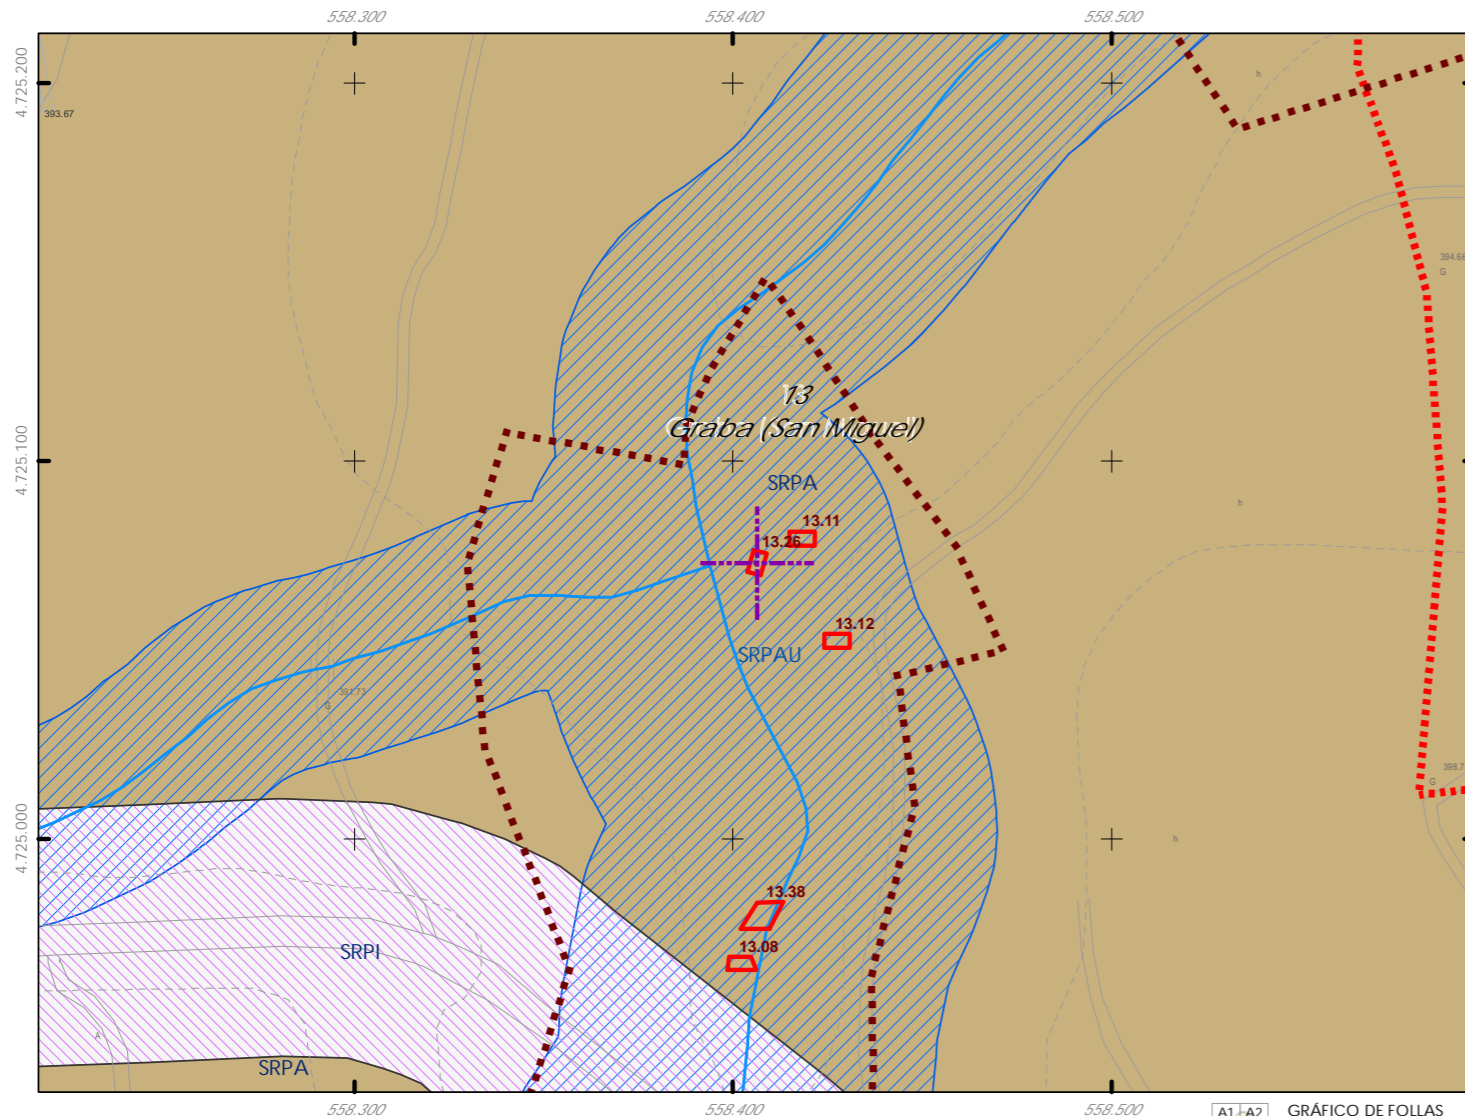 558.300
558.400
558.500
4.725.200
393.67
h
394.66
G
13
Graba (San Miguel)
4.725.100
SRPA
h
13.11
13.26
13.12
SRPAU
391.73
G
398.7
G
4.725.000
h
13.38
13.08
SRPI
A
SRPA
558.300
558.400
558.500
A1 A2 GRÁFICO DE FOLLAS